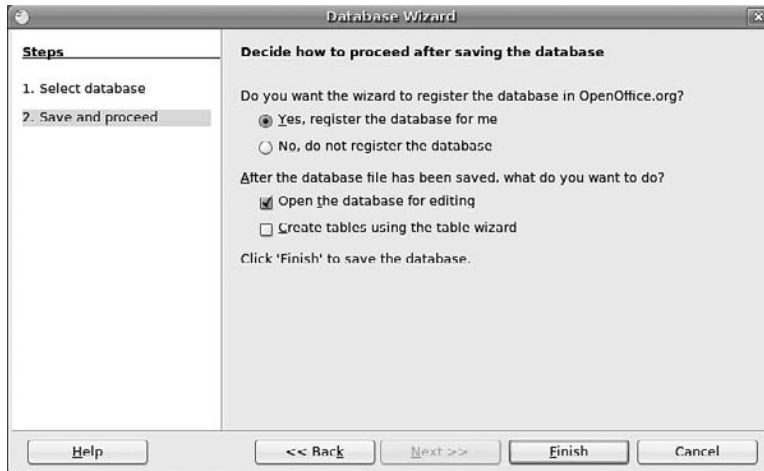 Database Wizard
Steps
1. Select database
2. Save and proceed
Decide how to proceed after saving the database
Do you want the wizard to register the database in OpenOffice.org?
Yes, register the database for me
No, do not register the database
After the database file has been saved, what do you want to do?
Open the database for editing
Create tables using the table wizard
Click 'Finish' to save the database.
Help
<< Back
Next >>
Finish
Cancel